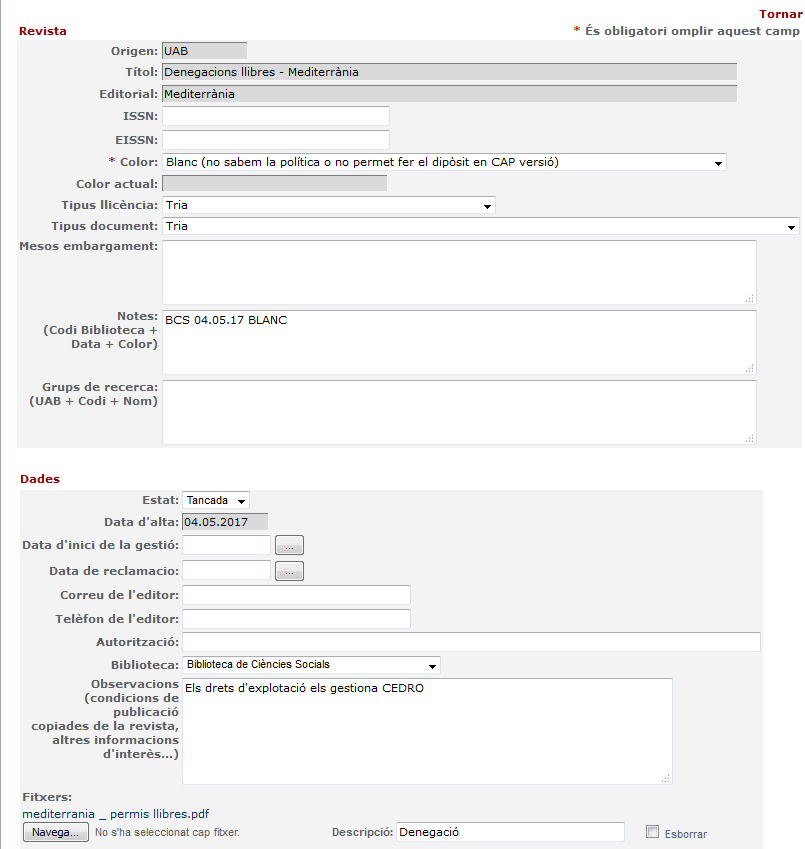 Tornar
Revista
* És obligatori omplir aquest camp
Origen: UAB
Títol: Denegacions llibres - Mediterrània
Editorial: Mediterrània
ISSN:
EISSN:
* Color: Blanc (no sabem la política o no permet fer el dipòsit en CAP versió)
Color actual:
Tipus llicència: Tria
Tipus document: Tria
Mesos embargament:
Notes: BCS 04.05.17 BLANC
(Codi Biblioteca +
Data + Color)
Grups de recerca:
(UAB + Codi + Nom)
Dades
Estat: Tancada
Data d'alta: 04.05.2017
Data d'inici de la gestió: ...
Data de reclamacio: ...
Correu de l'editor:
Telèfon de l'editor:
Autorització:
Biblioteca: Biblioteca de Ciències Socials
Observacions Els drets d'explotació els gestiona CEDRO
(condicions de
publicació
copiades de la revista,
altres informacions
d'interès...)
Fitxers:
mediterrania _ permis llibres.pdf
Navega... No s'ha seleccionat cap fitxer. Descripció: Denegació Esborrar